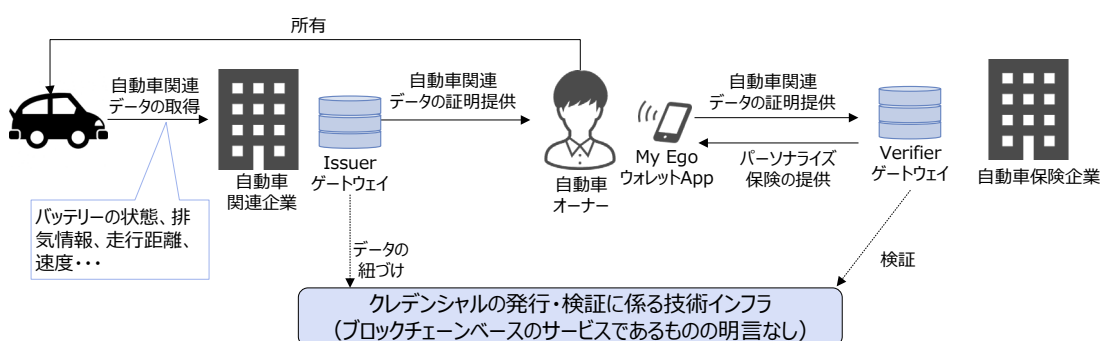 所有
自動車関連
データの取得
自動車関連
データの証明提供
自動車関連
データの証明提供
パーソナライズ
保険の提供
Issuer
ゲートウェイ
自動車
関連企業
自動車
オーナー
My Ego
ウォレットApp
Verifier
ゲートウェイ
自動車保険企業
バッテリーの状態、排
気情報、走行距離、
速度・・・
データの
紐づけ
検証
クレデンシャルの発行・検証に係る技術インフラ
（ブロックチェーンベースのサービスであるものの明言なし）